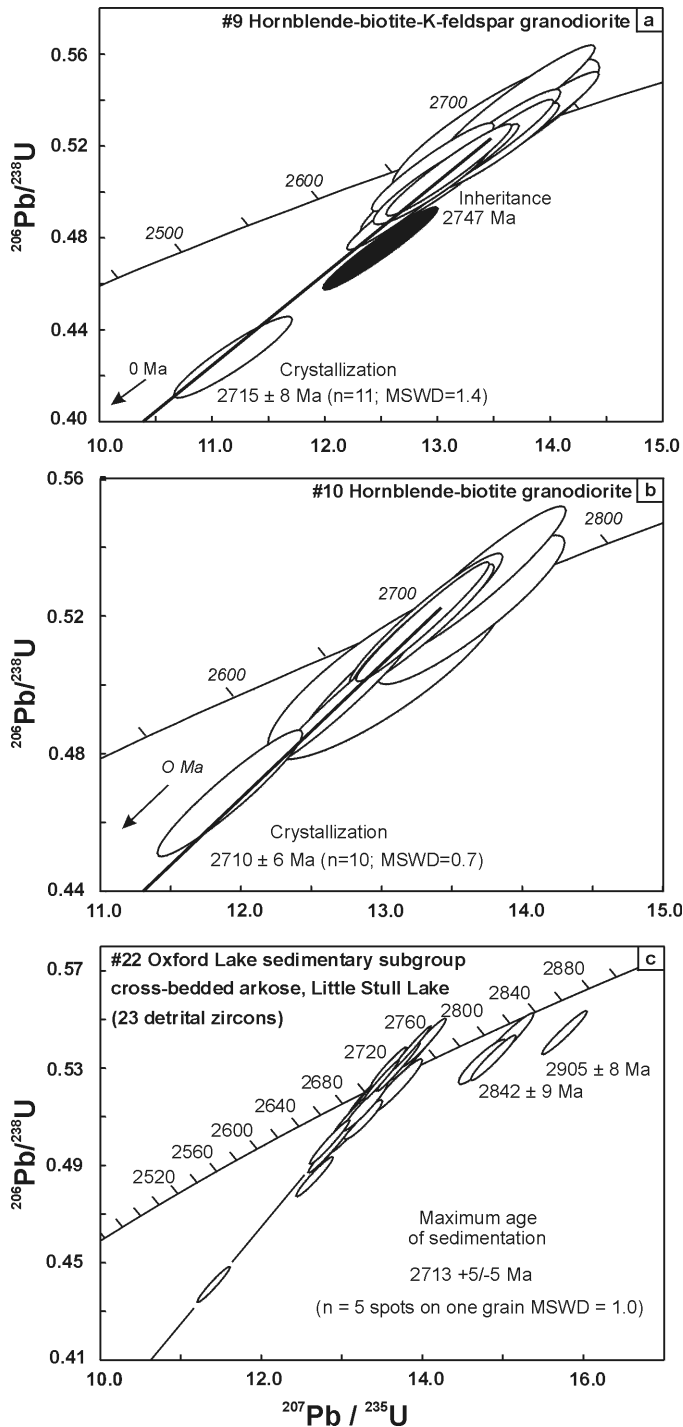 #9 Hornblende-biotite-K-feldspar granodiorite a
0.56
2700
0.52
206Pb/238U
2600
Inheritance
2747 Ma
2500
0.48
0.44
Crystallization
0 Ma
2715 ± 8 Ma (n=11; MSWD=1.4)
0.40
10.0 11.0 12.0 13.0 14.0 15.0
0.56
#10 Hornblende-biotite granodiorite b
2800
2700
0.52
206Pb/238U
2600
0.48
O Ma
Crystallization
2710 ± 6 Ma (n=10; MSWD=0.7)
0.44
11.0 12.0 13.0 14.0 15.0
0.57
#22 Oxford Lake sedimentary subgroup c
cross-bedded arkose, Little Stull Lake
(23 detrital zircons)
2880
2840
2800
2760
2720
0.53
2905 ± 8 Ma
2842 ± 9 Ma
2680
2640
2600
2560
2520
206Pb/238U
0.49
Maximum age
of sedimentation
0.45
2713 +5/-5 Ma
(n = 5 spots on one grain MSWD = 1.0)
0.41
10.0 12.0 14.0 16.0
207Pb / 235U